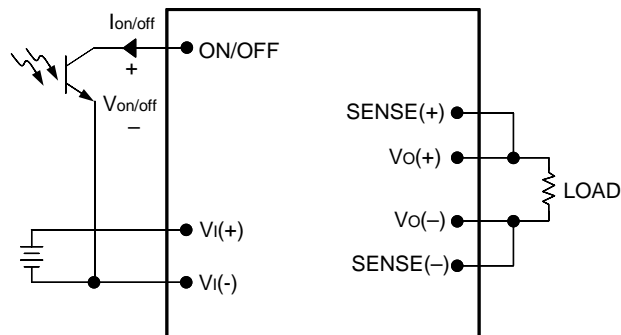 Ion/off
ON/OFF
+
Von/off
–
SENSE(+)
VO(+)
LOAD
VO(–)
VI(+)
SENSE(–)
VI(-)